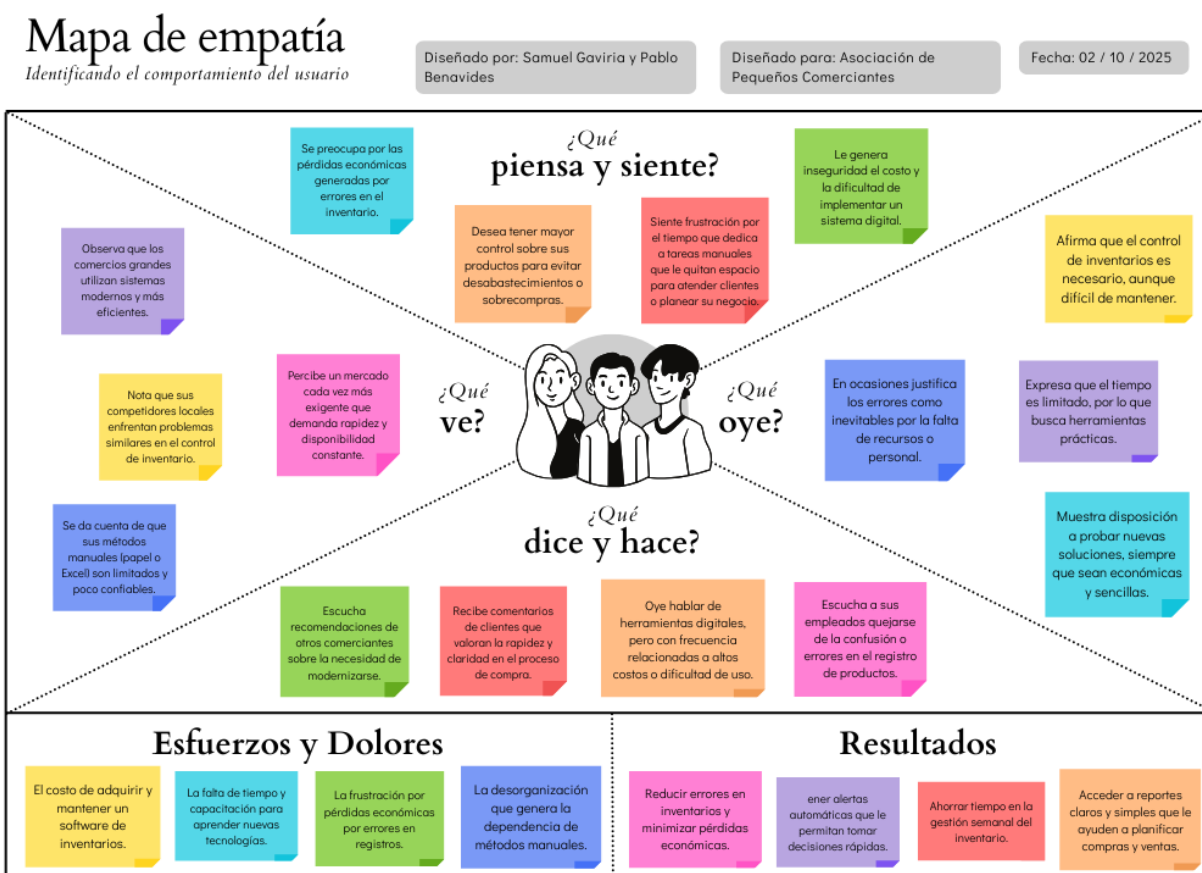 Mapa de empatía
Identificando el comportamiento del usuario
Diseñado por: Samuel Gaviria y Pablo
Benavides
Diseñado para: Asociación de
Pequeños Comerciantes
Fecha: 02 / 10 / 2025
¿Qué
piensa y siente?
Se preocupa por las
pérdidas económicas
generadas por
errores en el
inventario.
Desea tener mayor
control sobre sus
productos para evitar
desabastecimientos o
sobrecompras.
Siente frustración por
el tiempo que dedica
a tareas manuales
que le quitan espacio
para atender clientes
o planear su negocio.
Le genera
inseguridad el costo y
la dificultad de
implementar un
sistema digital.
¿Qué
ve?
Observa que los
comercios grandes
utilizan sistemas
modernos y más
eficientes.
Nota que sus
competidores locales
enfrentan problemas
similares en el control
de inventario.
Percibe un mercado
cada vez más
exigente que
demanda rapidez y
disponibilidad
constante.
Se da cuenta de que
sus métodos
manuales (papel o
Excel) son limitados y
poco confiables.
¿Qué
oye?
Afirma que el control
de inventarios es
necesario, aunque
difícil de mantener.
En ocasiones justifica
los errores como
inevitables por la falta
de recursos o
personal.
Expresa que el tiempo
es limitado, por lo que
busca herramientas
prácticas.
Muestra disposición
a probar nuevas
soluciones, siempre
que sean económicas
y sencillas.
¿Qué
dice y hace?
Escucha
recomendaciones de
otros comerciantes
sobre la necesidad de
modernizarse.
Recibe comentarios
de clientes que
valoran la rapidez y
claridad en el proceso
de compra.
Oye hablar de
herramientas digitales,
pero con frecuencia
relacionadas a altos
costos o dificultad de uso.
Escucha a sus
empleados quejarse
de la confusión o
errores en el registro
de productos.
Esfuerzos y Dolores
El costo de adquirir y
mantener un
software de
inventarios.
La falta de tiempo y
capacitación para
aprender nuevas
tecnologías.
La frustración por
pérdidas económicas
por errores en
registros.
La desorganización
que genera la
dependencia de
métodos manuales.
Resultados
Reducir errores en
inventarios y
minimizar pérdidas
económicas.
ener alertas
automáticas que le
permitan tomar
decisiones rápidas.
Ahorrar tiempo en la
gestión semanal del
inventario.
Acceder a reportes
claros y simples que le
ayuden a planificar
compras y ventas.